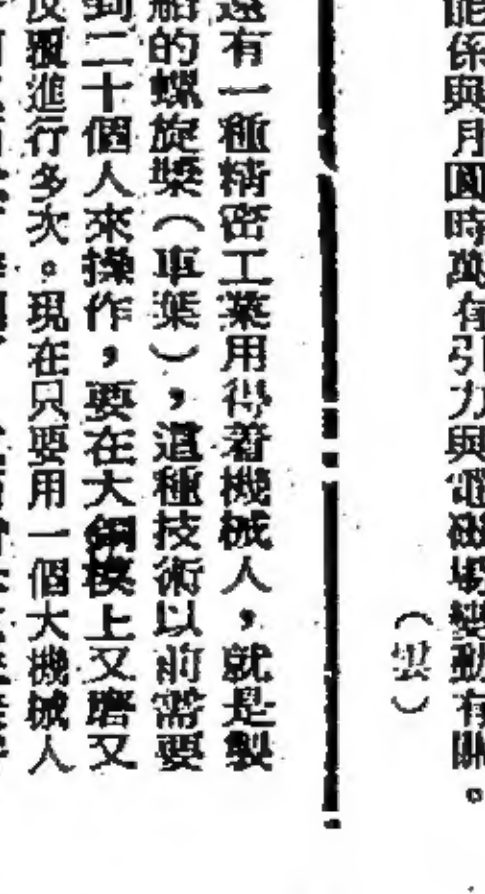 能係與月圓時萬有引力與電磁場變動有關。
（雲）
還有一種精密工業用得着機械人，就是製
船的螺旋槳（車葉），這種技術以前需要
到二十個人來操作，要在大鋼模上又磨又
反覆進行多次。現在只要用一個大機械人